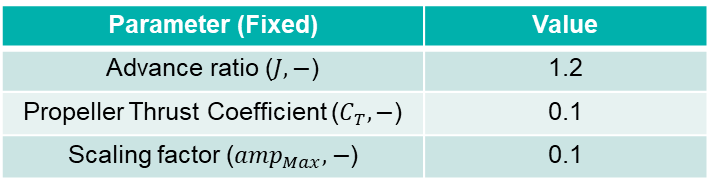 Parameter (Fixed) Value
Advance ratio (J, −) 1.2
Propeller Thrust Coefficient (C_T, −) 0.1
Scaling factor (amp_Max, −) 0.1